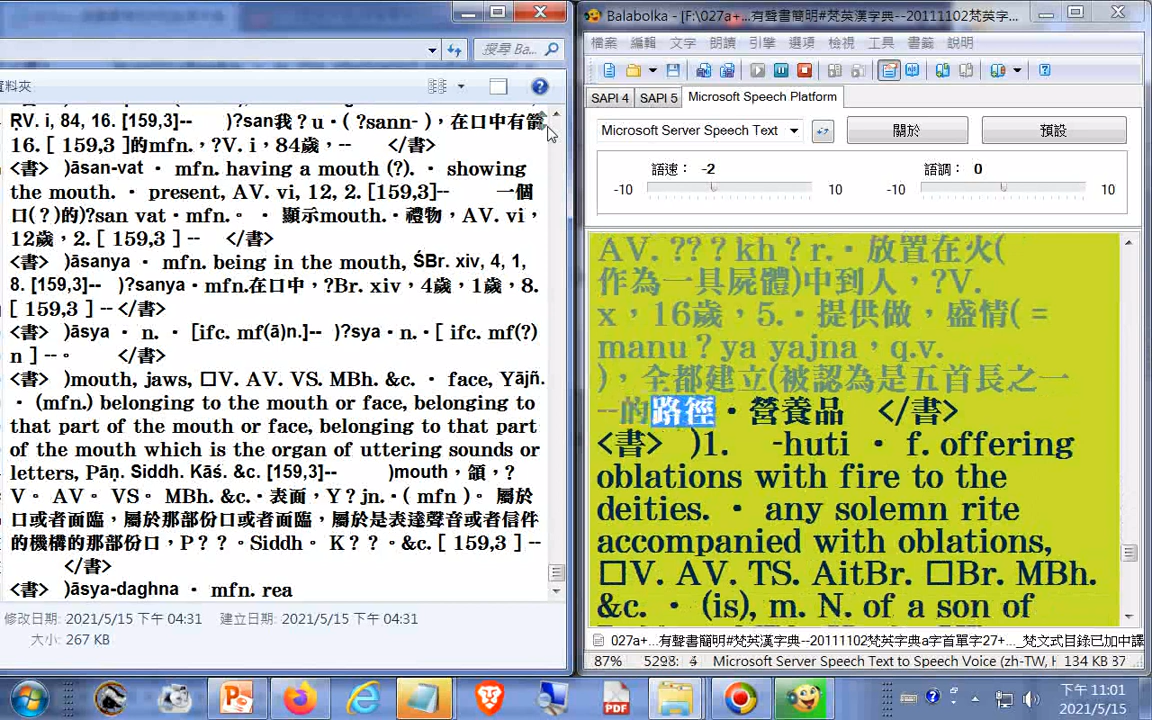 搜尋 Ba...
資料夾
ṚV. i, 84, 16. [159,3]-- )?san我？u‧( ?sann- )，在口中有箭
16. [ 159,3 ]的mfn.，?V. i，84歲，-- </書>
<書> )āsan-vat ‧ mfn. having a mouth (?). ‧ showing
the mouth. ‧ present, AV. vi, 12, 2. [159,3]-- 一個
口(？)的)?san vat‧mfn.。 ‧ 顯示mouth.‧禮物，AV. vi，
12歲，2. [ 159,3 ] -- </書>
<書> )āsanya ‧ mfn. being in the mouth, ŚBr. xiv, 4, 1,
8. [159,3]-- )?sanya‧mfn.在口中，?Br. xiv，4歲，1歲，8.
[ 159,3 ]-- </書>
<書> )āsya ‧ n. ‧ [ifc. mf(ā)n.]-- )?sya‧n.‧[ ifc. mf(?)
n ] --。 </書>
<書> )mouth, jaws, □V. AV. VS. MBh. &c. ‧ face, Yājñ.
‧ (mfn.) belonging to the mouth or face, belonging to
that part of the mouth which is the organ of uttering sounds or
letters, Pāṇ. Siddh. Kāś. &c. [159,3]-- )mouth，頜，?
V。 AV。 VS。 MBh. &c.‧表面，Y？jn.‧( mfn )。 屬於
口或者面臨，屬於那部份口或者面臨，屬於是表達聲音或者信件
的機構的那部份口，P？？。Siddh。 K？？。&c. [ 159,3 ]--
</書>
<書> )āsya-daghna ‧ mfn. rea
修改日期: 2021/5/15 下午 04:31 建立日期: 2021/5/15 下午 04:31
大小: 267 KB
Balabolka - [F:\027a+...有聲書簡明#梵英漢字典--20111102梵英字...
檔案 編輯 文字 朗讀 引擎 選項 檢視 工具 書籤 說明
SAPI 4 SAPI 5 Microsoft Speech Platform
Microsoft Server Speech Text 關於 預設
語速: -2 語調: 0
-10 10 -10 10
AV. ?? ? kh ? r.‧ 放置在火(
作為一具屍體)中到人，?V.
x，16歲，5.‧提供做，盛情( =
manu ? ya yajna，q.v.
)，全都建立(被認為是五首長之一
--的路徑‧營養品 </書>
<書> )1. -huti ‧ f. offering
oblations with fire to the
deities. ‧ any solemn rite
accompanied with oblations,
□V. AV. TS. AitBr. □Br. MBh.
&c. ‧ (is), m. N. of a son of
027a+...有聲書簡明#梵英漢字典--20111102梵英字典a字首單字27+..._梵文式目錄已加中譯
87% 5298: 4 Microsoft Server Speech Text to Speech Voice (zh-TW, H 134 KB 37
PDF
下午 11:01
2021/5/15